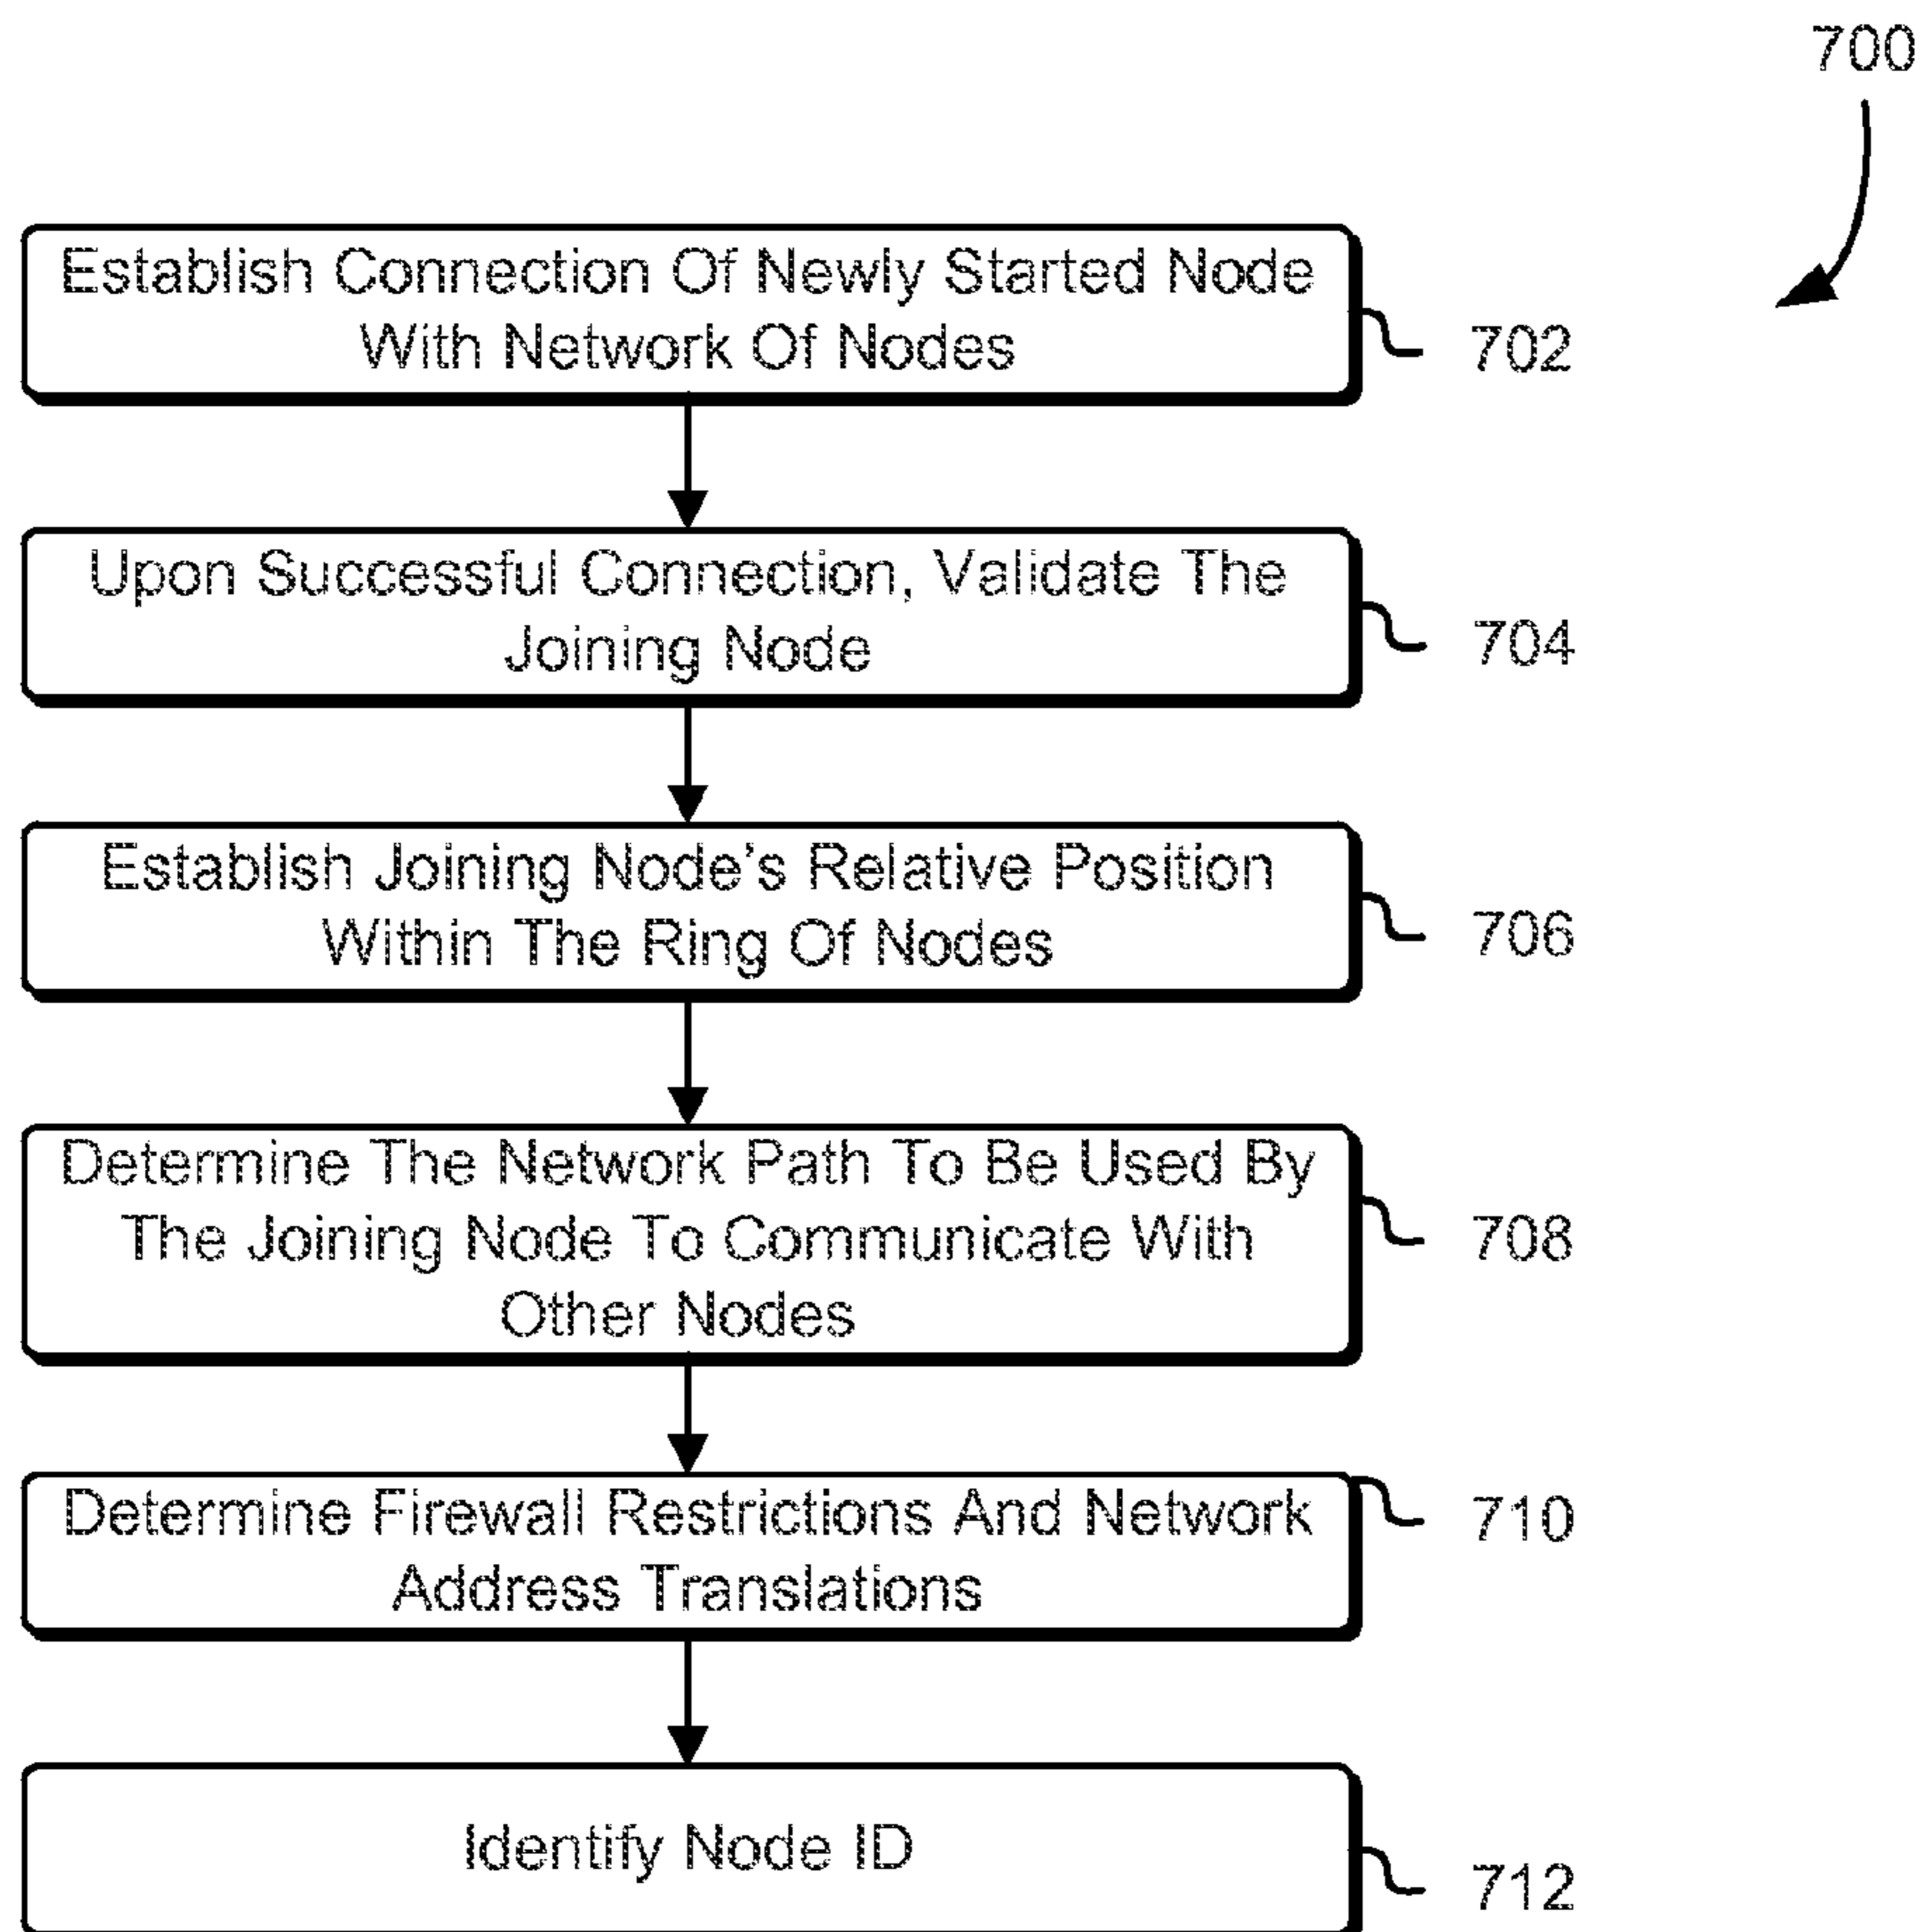 700
Establish Connection Of Newly Started Node
With Network Of Nodes
702
Upon Successful Connection, Validate The
Joining Node
704
Establish Joining Node's Relative Position
Within The Ring Of Nodes
706
Determine The Network Path To Be Used By
The Joining Node To Communicate With
Other Nodes
708
Determine Firewall Restrictions And Network
Address Translations
710
Identify Node ID
712